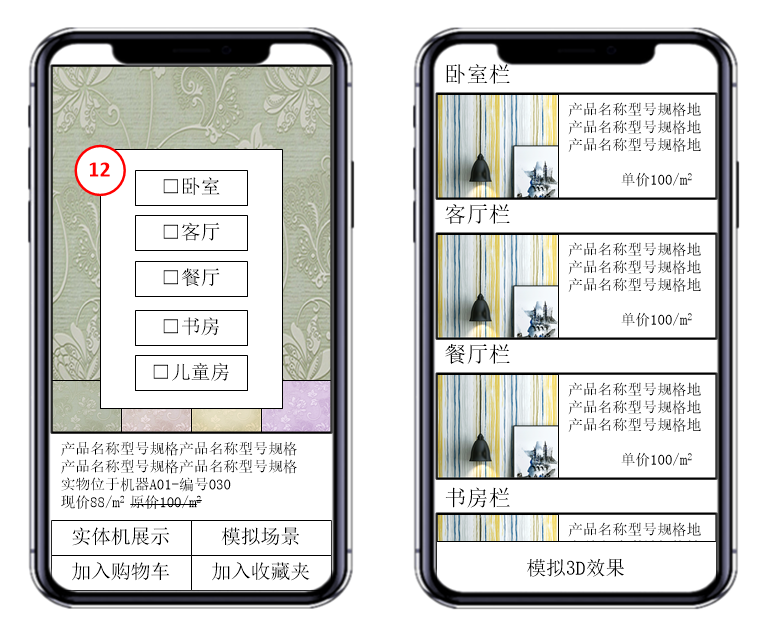 12
□卧室
□客厅
□餐厅
□书房
□儿童房
产品名称型号规格产品名称型号规格
产品名称型号规格产品名称型号规格
实物位于机器A01-编号030
现价88/m² 原价100/m²
实体机展示
模拟场景
加入购物车
加入收藏夹
卧室栏
产品名称型号规格地
产品名称型号规格地
产品名称型号规格地
单价100/m²
客厅栏
产品名称型号规格地
产品名称型号规格地
产品名称型号规格地
单价100/m²
餐厅栏
产品名称型号规格地
产品名称型号规格地
产品名称型号规格地
单价100/m²
书房栏
产品名称型号规格地
模拟3D效果